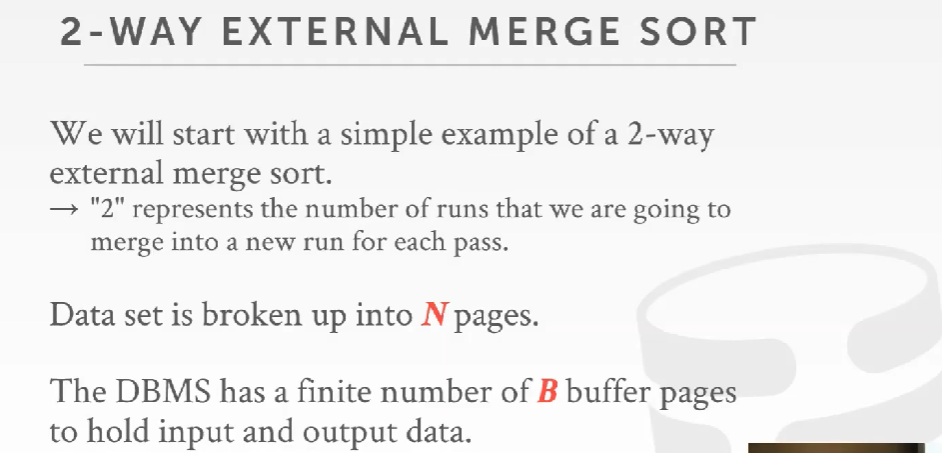 2-WAY EXTERNAL MERGE SORT
We will start with a simple example of a 2-way
external merge sort.
→ "2" represents the number of runs that we are going to
merge into a new run for each pass.
Data set is broken up into N pages.
The DBMS has a finite number of B buffer pages
to hold input and output data.